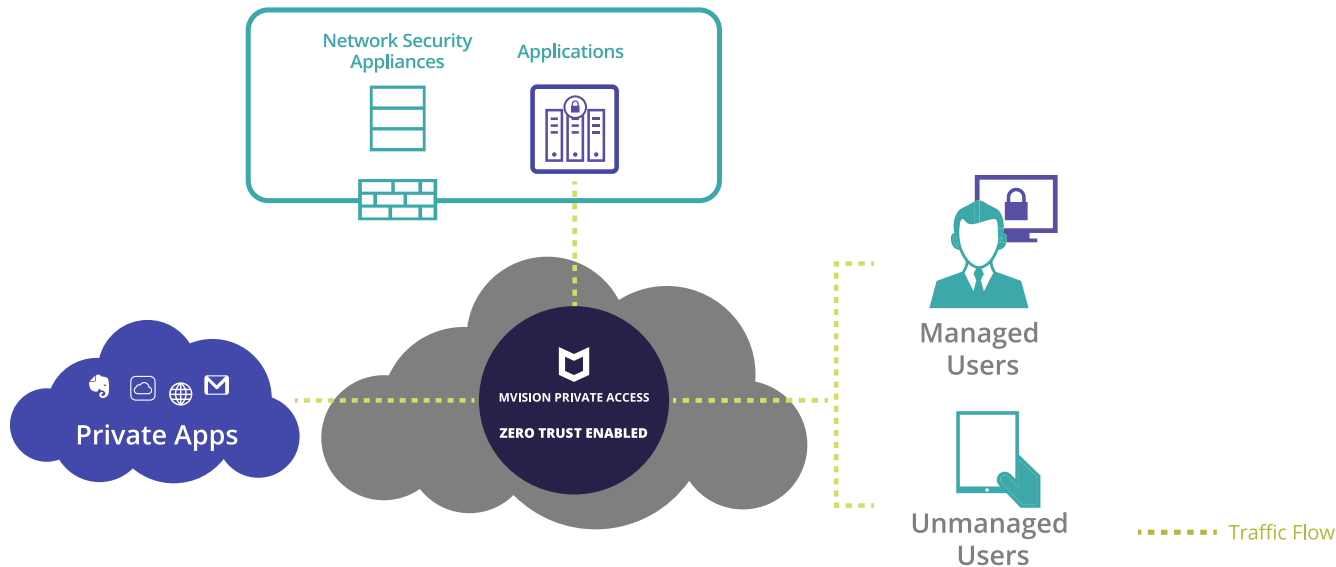 Network Security
Appliances
Applications
MVISION PRIVATE ACCESS
ZERO TRUST ENABLED
Private Apps
Managed
Users
Unmanaged
Users
Traffic Flow